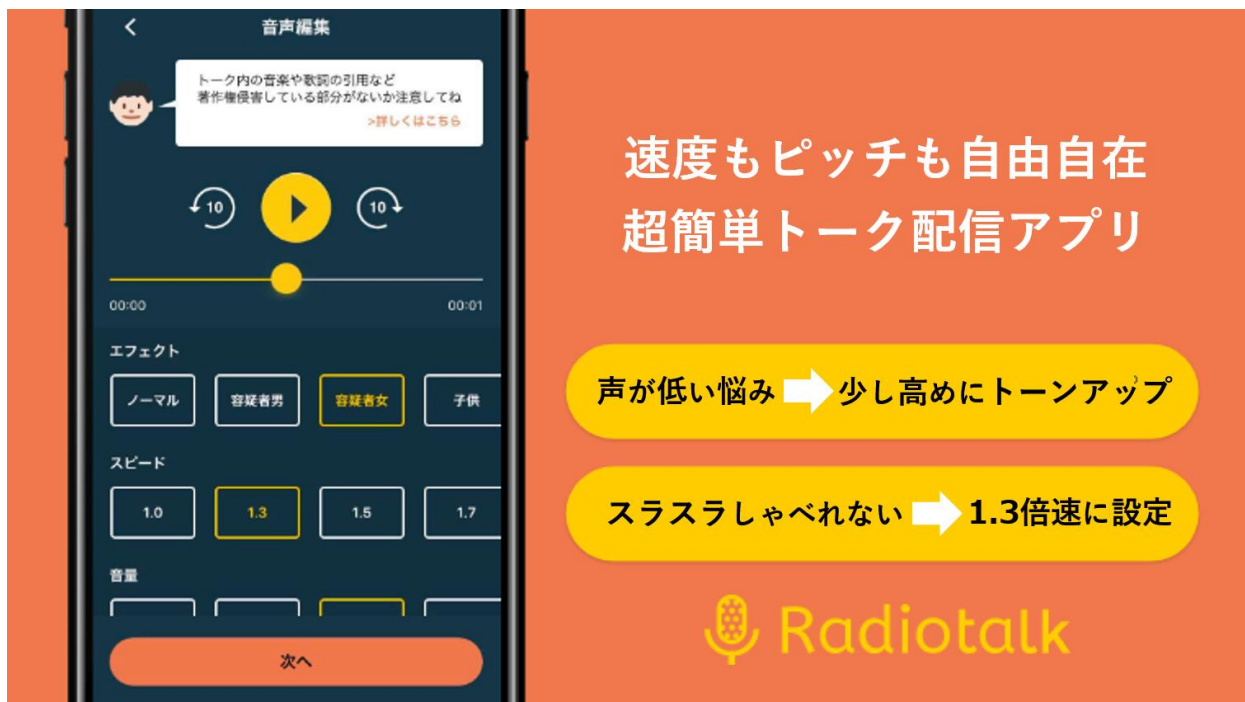 音声編集
トーク内の音楽や歌詞の引用など
著作権侵害している部分がないか注意してね
>詳しくはこちら
10
10
00:00
00:01
エフェクト
ノーマル
容疑者男
容疑者女
子供
スピード
1.0
1.3
1.5
1.7
音量
次へ
速度もピッチも自由自在
超簡単トーク配信アプリ
声が低い悩み
少し高めにトーンアップ
スラスラしゃべれない
1.3倍速に設定
Radiotalk